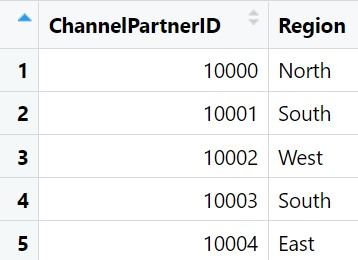 ChannelPartnerID Region
1 10000 North
2 10001 South
3 10002 West
4 10003 South
5 10004 East